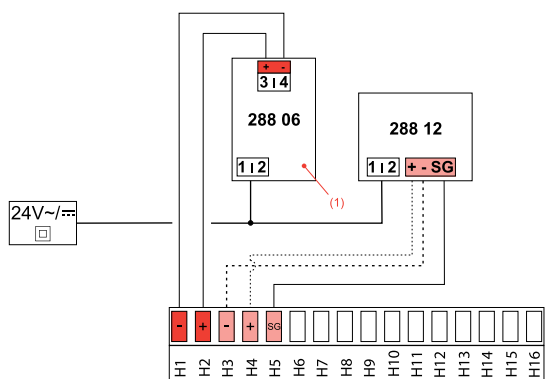 + -
3 4
288 06
1 2
(1)
288 12
1 2 + - SG
24V~/⎓
- + - + SG
H1 H2 H3 H4 H5 H6 H7 H8 H9 H10 H11 H12 H13 H14 H15 H16